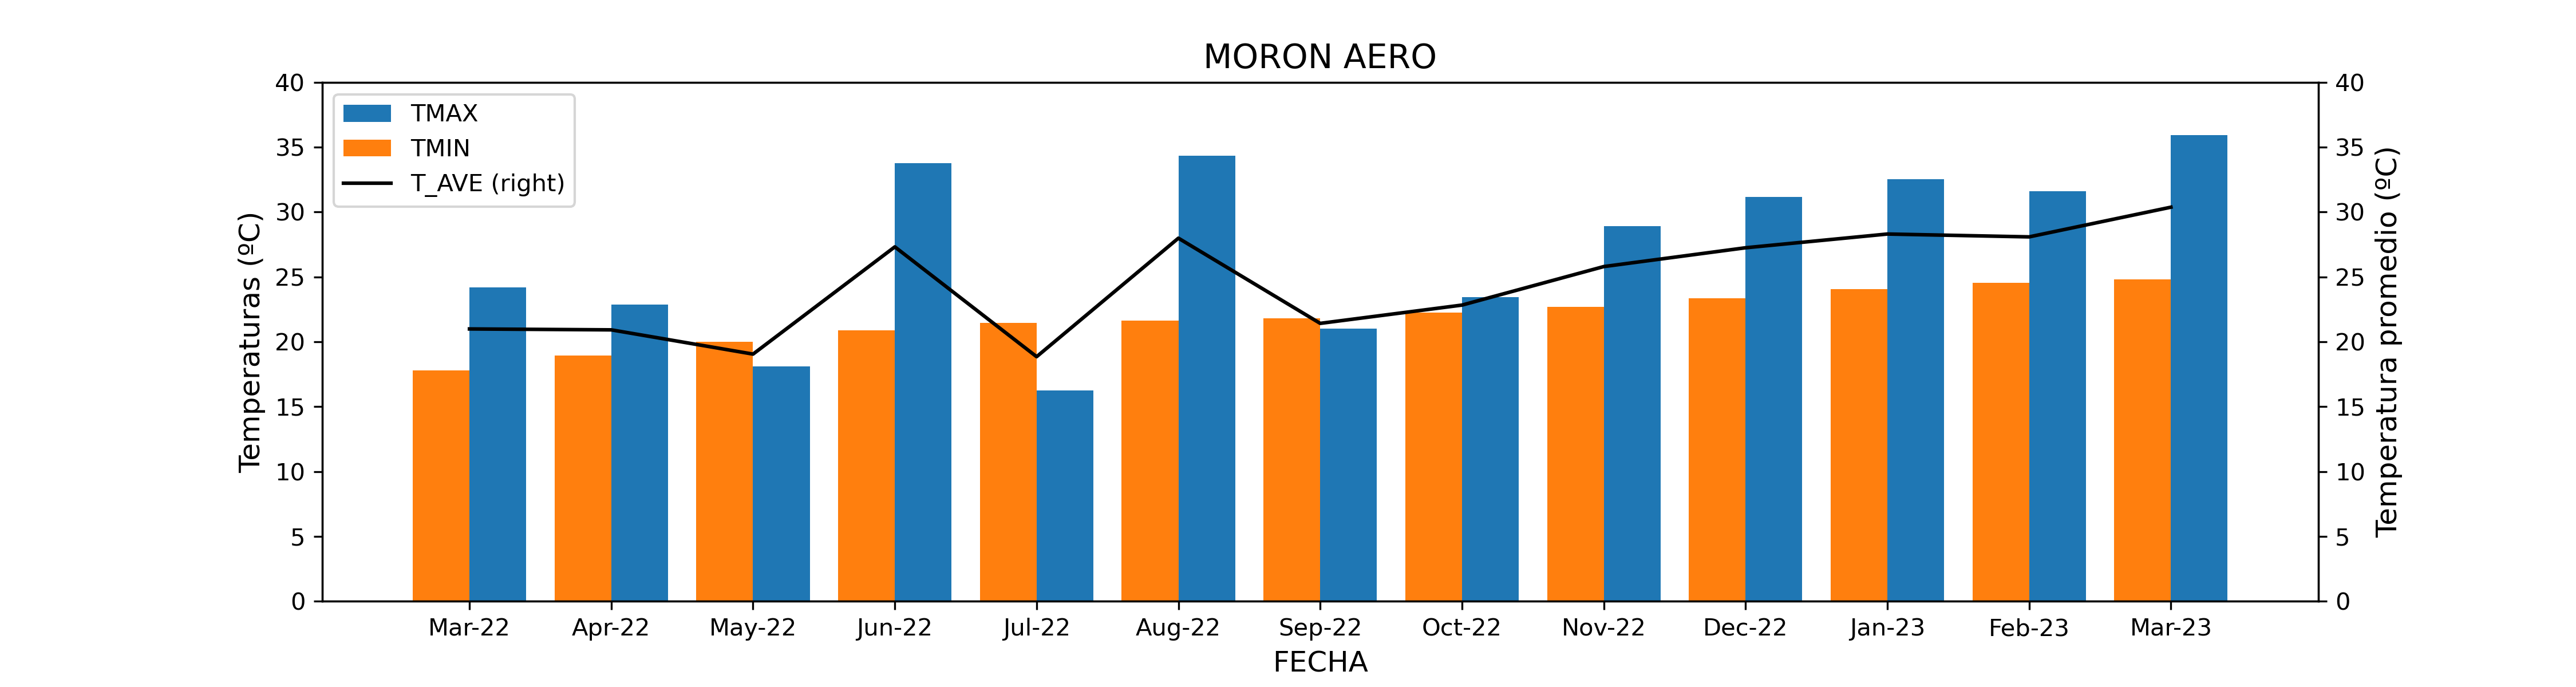 MORON AERO
TMAX
TMIN
T_AVE (right)
Temperaturas (ºC)
40
35
30
25
20
15
10
5
0
40
35
30
25
20
15
10
5
0
Temperatura promedio (ºC)
Mar-22 Apr-22 May-22 Jun-22 Jul-22 Aug-22 Sep-22 Oct-22 Nov-22 Dec-22 Jan-23 Feb-23 Mar-23
FECHA